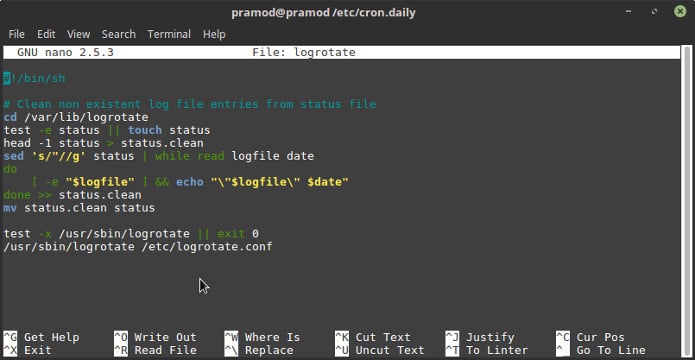 pramod@pramod /etc/cron.daily
File Edit View Search Terminal Help
GNU nano 2.5.3 File: logrotate
#!/bin/sh
# Clean non existent log file entries from status file
cd /var/lib/logrotate
test -e status || touch status
head -1 status > status.clean
sed 's/"//g' status | while read logfile date
do
    [ -e "$logfile" ] && echo "\"$logfile\" $date"
done >> status.clean
mv status.clean status
test -x /usr/sbin/logrotate || exit 0
/usr/sbin/logrotate /etc/logrotate.conf
^G Get Help ^O Write Out ^W Where Is ^K Cut Text ^J Justify ^C Cur Pos
^X Exit ^R Read File ^\ Replace ^U Uncut Text ^T To Linter ^ Go To Line